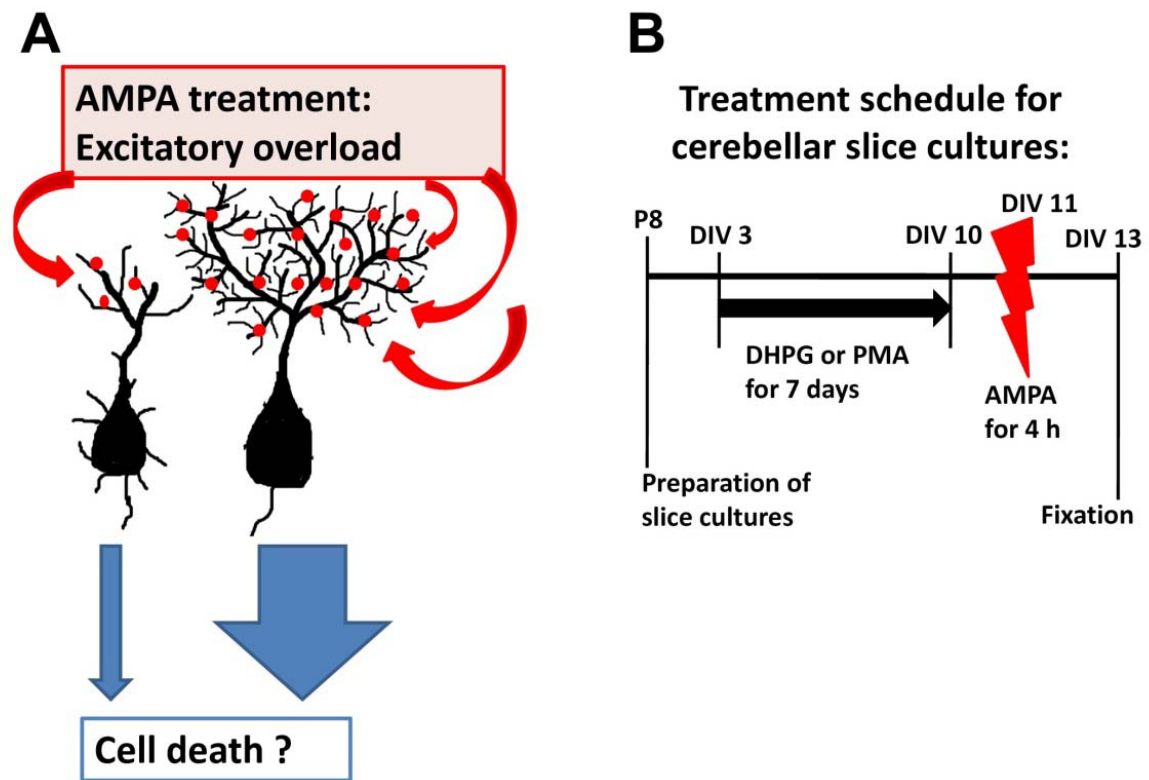 A
AMPA treatment:
Excitatory overload
Cell death ?
B
Treatment schedule for
cerebellar slice cultures:
P8
DIV 3
DIV 10
DIV 11
DIV 13
DHPG or PMA
for 7 days
AMPA
for 4 h
Preparation of
slice cultures
Fixation